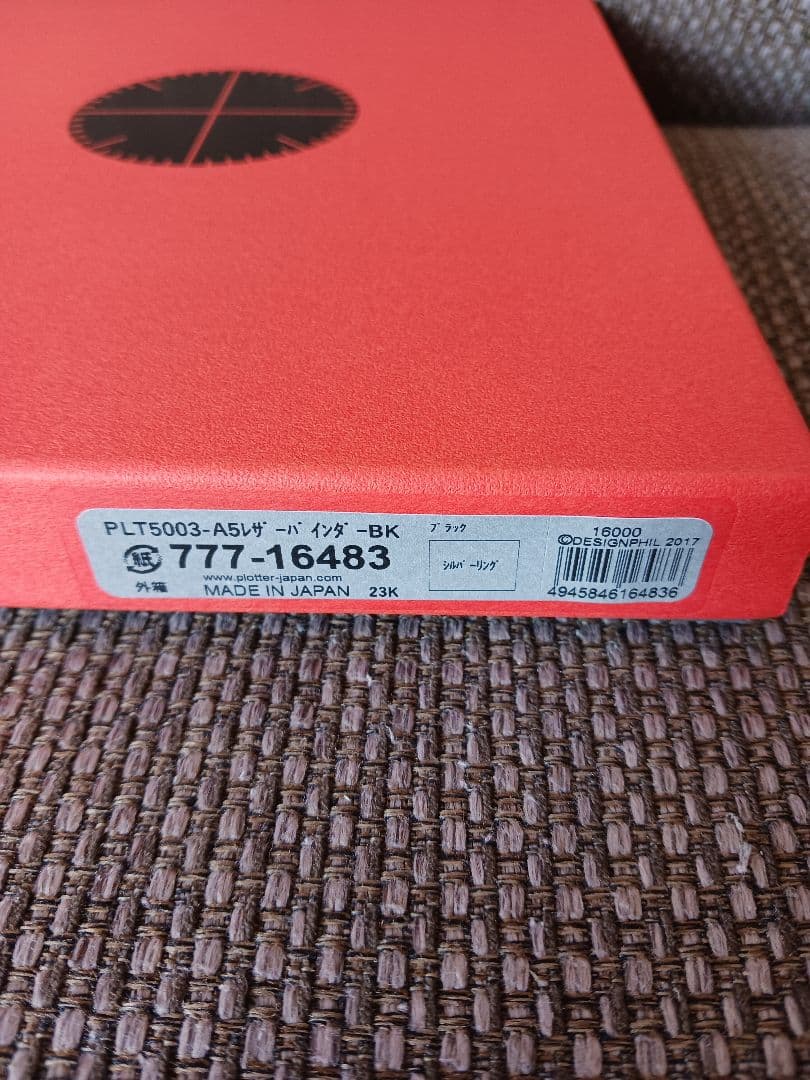 PLT5003-A5ﾚｻﾞｰﾊﾞｲﾝﾀﾞｰBK
ﾌﾞﾗｯｸ
紙 777-16483
外箱
www.plotter-japan.com
MADE IN JAPAN 23K
ｼﾙﾊﾞｰﾘﾝｸﾞ
16000
©DESIGNPHIL 2017
4945846164836